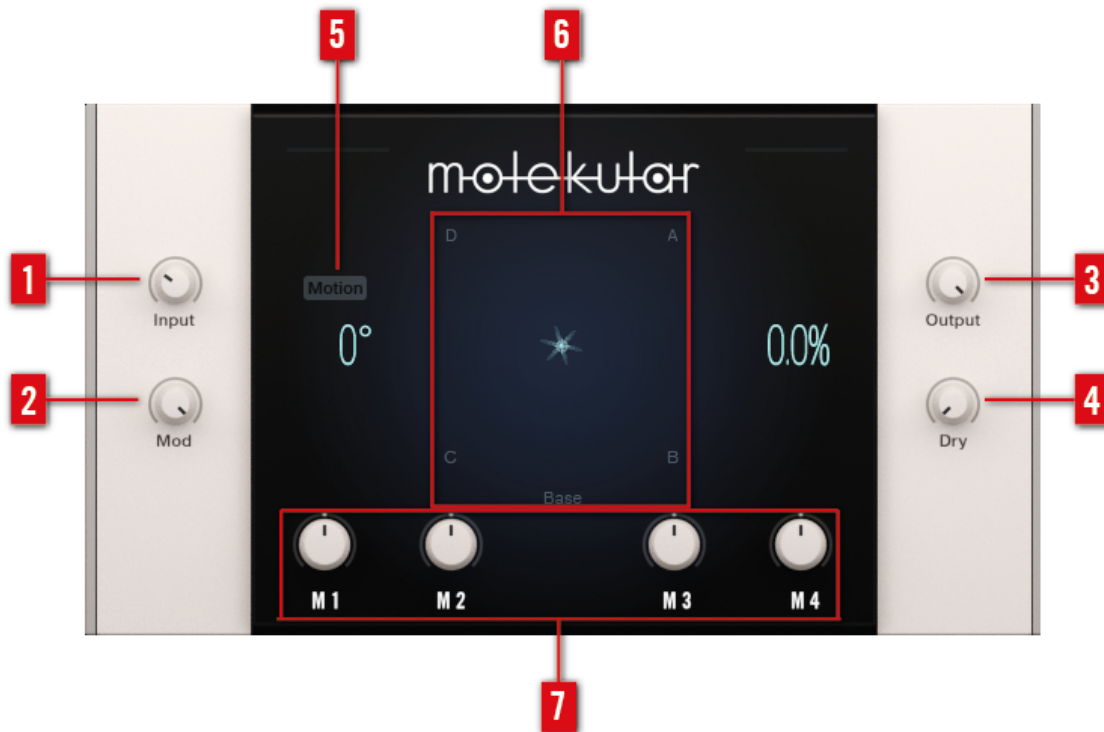 5 6
molekular
D A
1 3
Motion
Input Output
0° 0.0%
2 4
Mod Dry
C B
Base
M 1 M 2 M 3 M 4
7